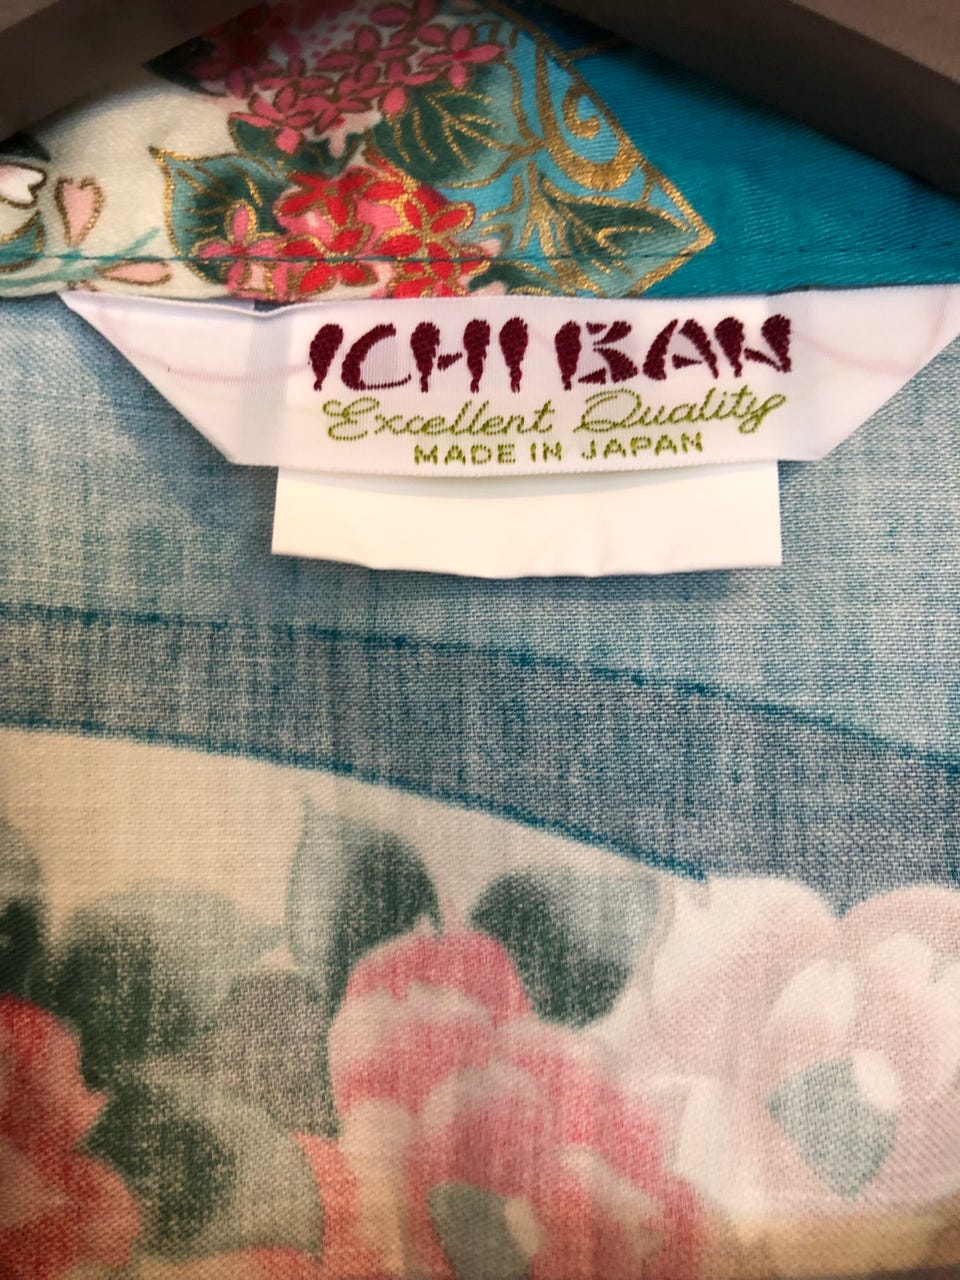 ICHI BAN
Excellent Quality
MADE IN JAPAN